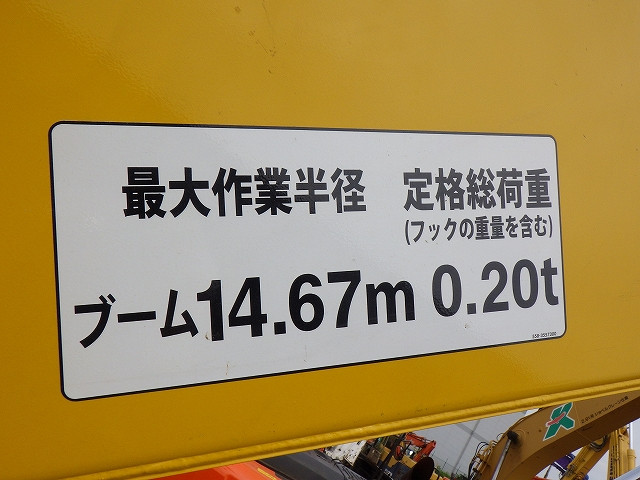 最大作業半径 定格総荷重
(フックの重量を含む)
ブーム14.67m 0.20t